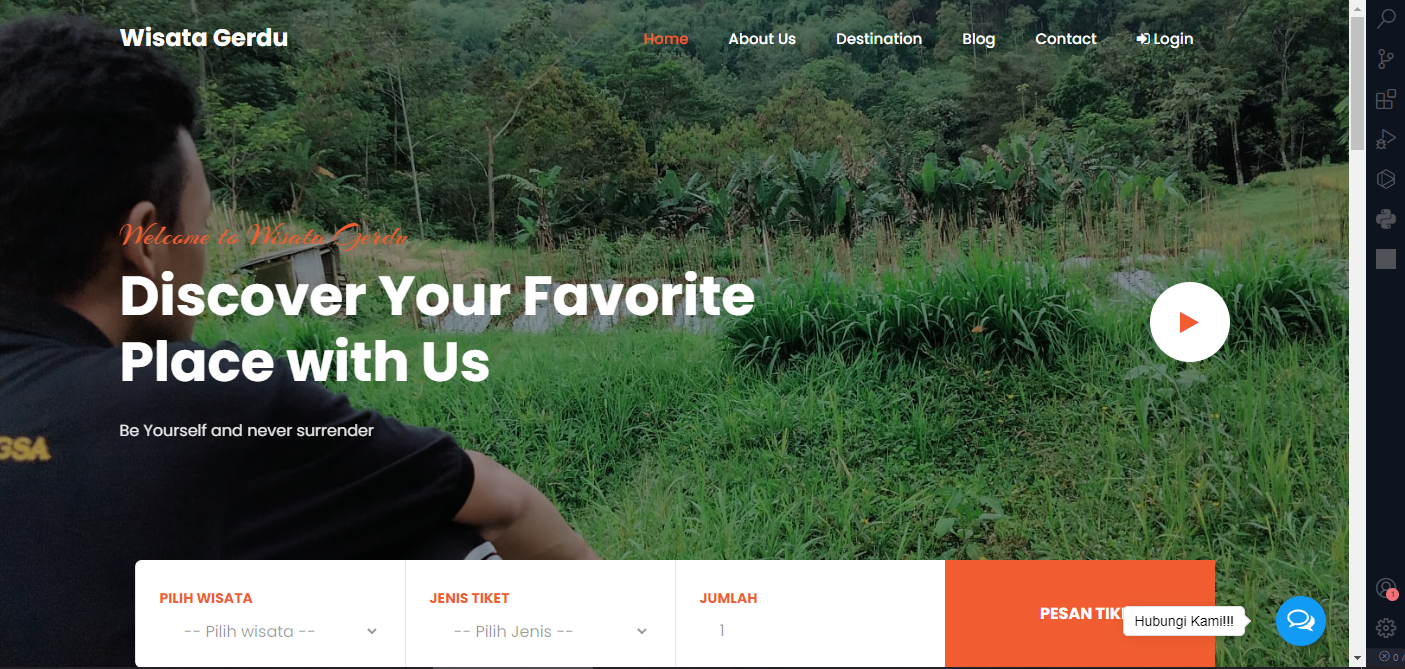 Wisata Gerdu
Home About Us Destination Blog Contact Login
Welcome to Wisata Gerdu
Discover Your Favorite
Place with Us
Be Yourself and never surrender
GSA
PILIH WISATA JENIS TIKET JUMLAH
-- Pilih wisata -- -- Pilih Jenis -- 1
PESAN
Hubungi Kami!!!
1
0